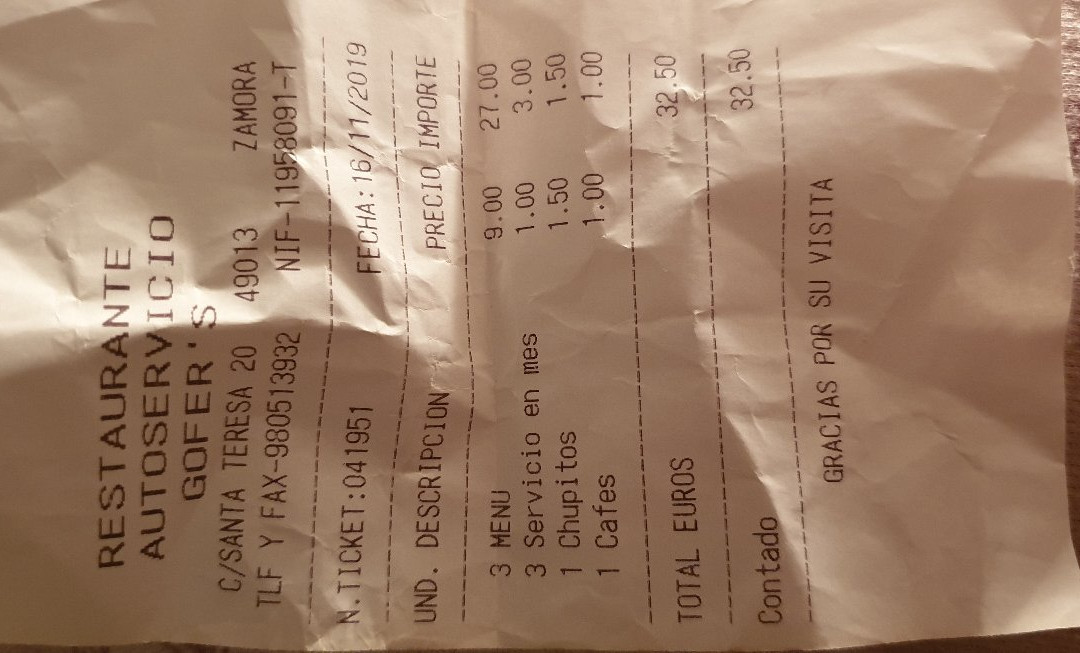 RESTAURANTE
AUTOSERVICIO
GOFER'S
C/SANTA TERESA 20 49013 ZAMORA
TLF Y FAX-980513932 NIF-11958091-T
N.TICKET:041951 FECHA:16/11/2019
UND. DESCRIPCION PRECIO IMPORTE
3 MENU 9.00 27.00
3 Servicio en mes 1.00 3.00
1 Chupitos 1.50 1.50
1 Cafes 1.00 1.00
TOTAL EUROS 32.50
Contado 32.50
GRACIAS POR SU VISITA